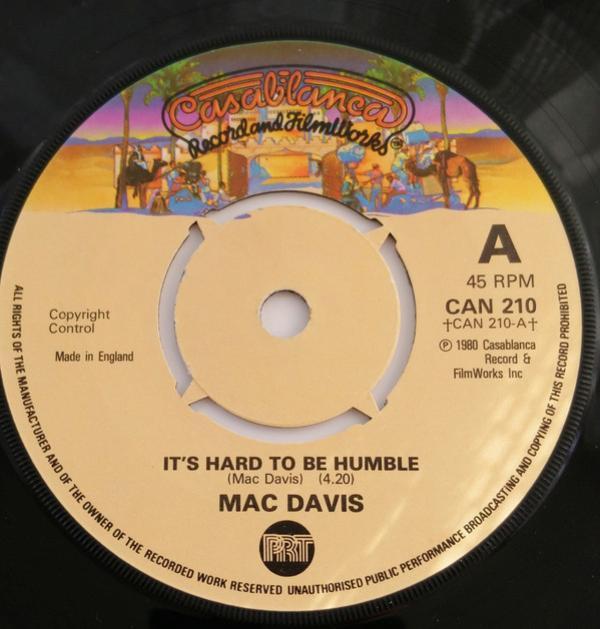 Casablanca
Record and FilmWorks
A
45 RPM
CAN 210
†CAN 210-A†
Ⓟ 1980 Casablanca
Record &
FilmWorks Inc
Copyright
Control
Made in England
IT'S HARD TO BE HUMBLE
(Mac Davis) (4.20)
MAC DAVIS
PRT
ALL RIGHTS OF THE MANUFACTURER AND OF THE OWNER OF THE RECORDED WORK RESERVED UNAUTHORISED PUBLIC PERFORMANCE BROADCASTING AND COPYING OF THIS RECORD PROHIBITED